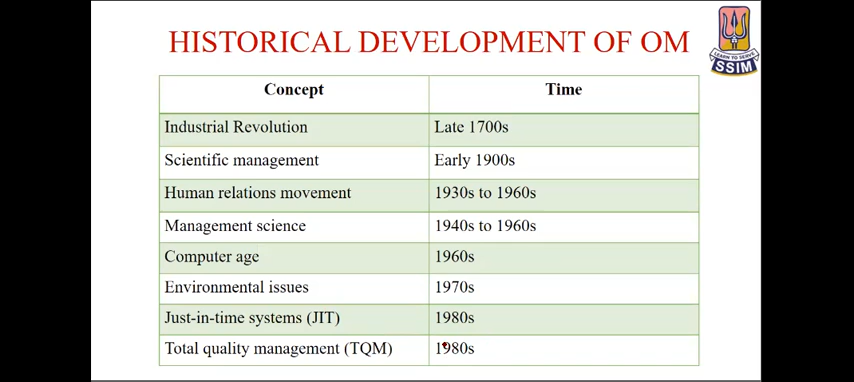 HISTORICAL DEVELOPMENT OF OM
LEARN TO SERVE
SSIM
Concept Time
Industrial Revolution Late 1700s
Scientific management Early 1900s
Human relations movement 1930s to 1960s
Management science 1940s to 1960s
Computer age 1960s
Environmental issues 1970s
Just-in-time systems (JIT) 1980s
Total quality management (TQM) 1980s